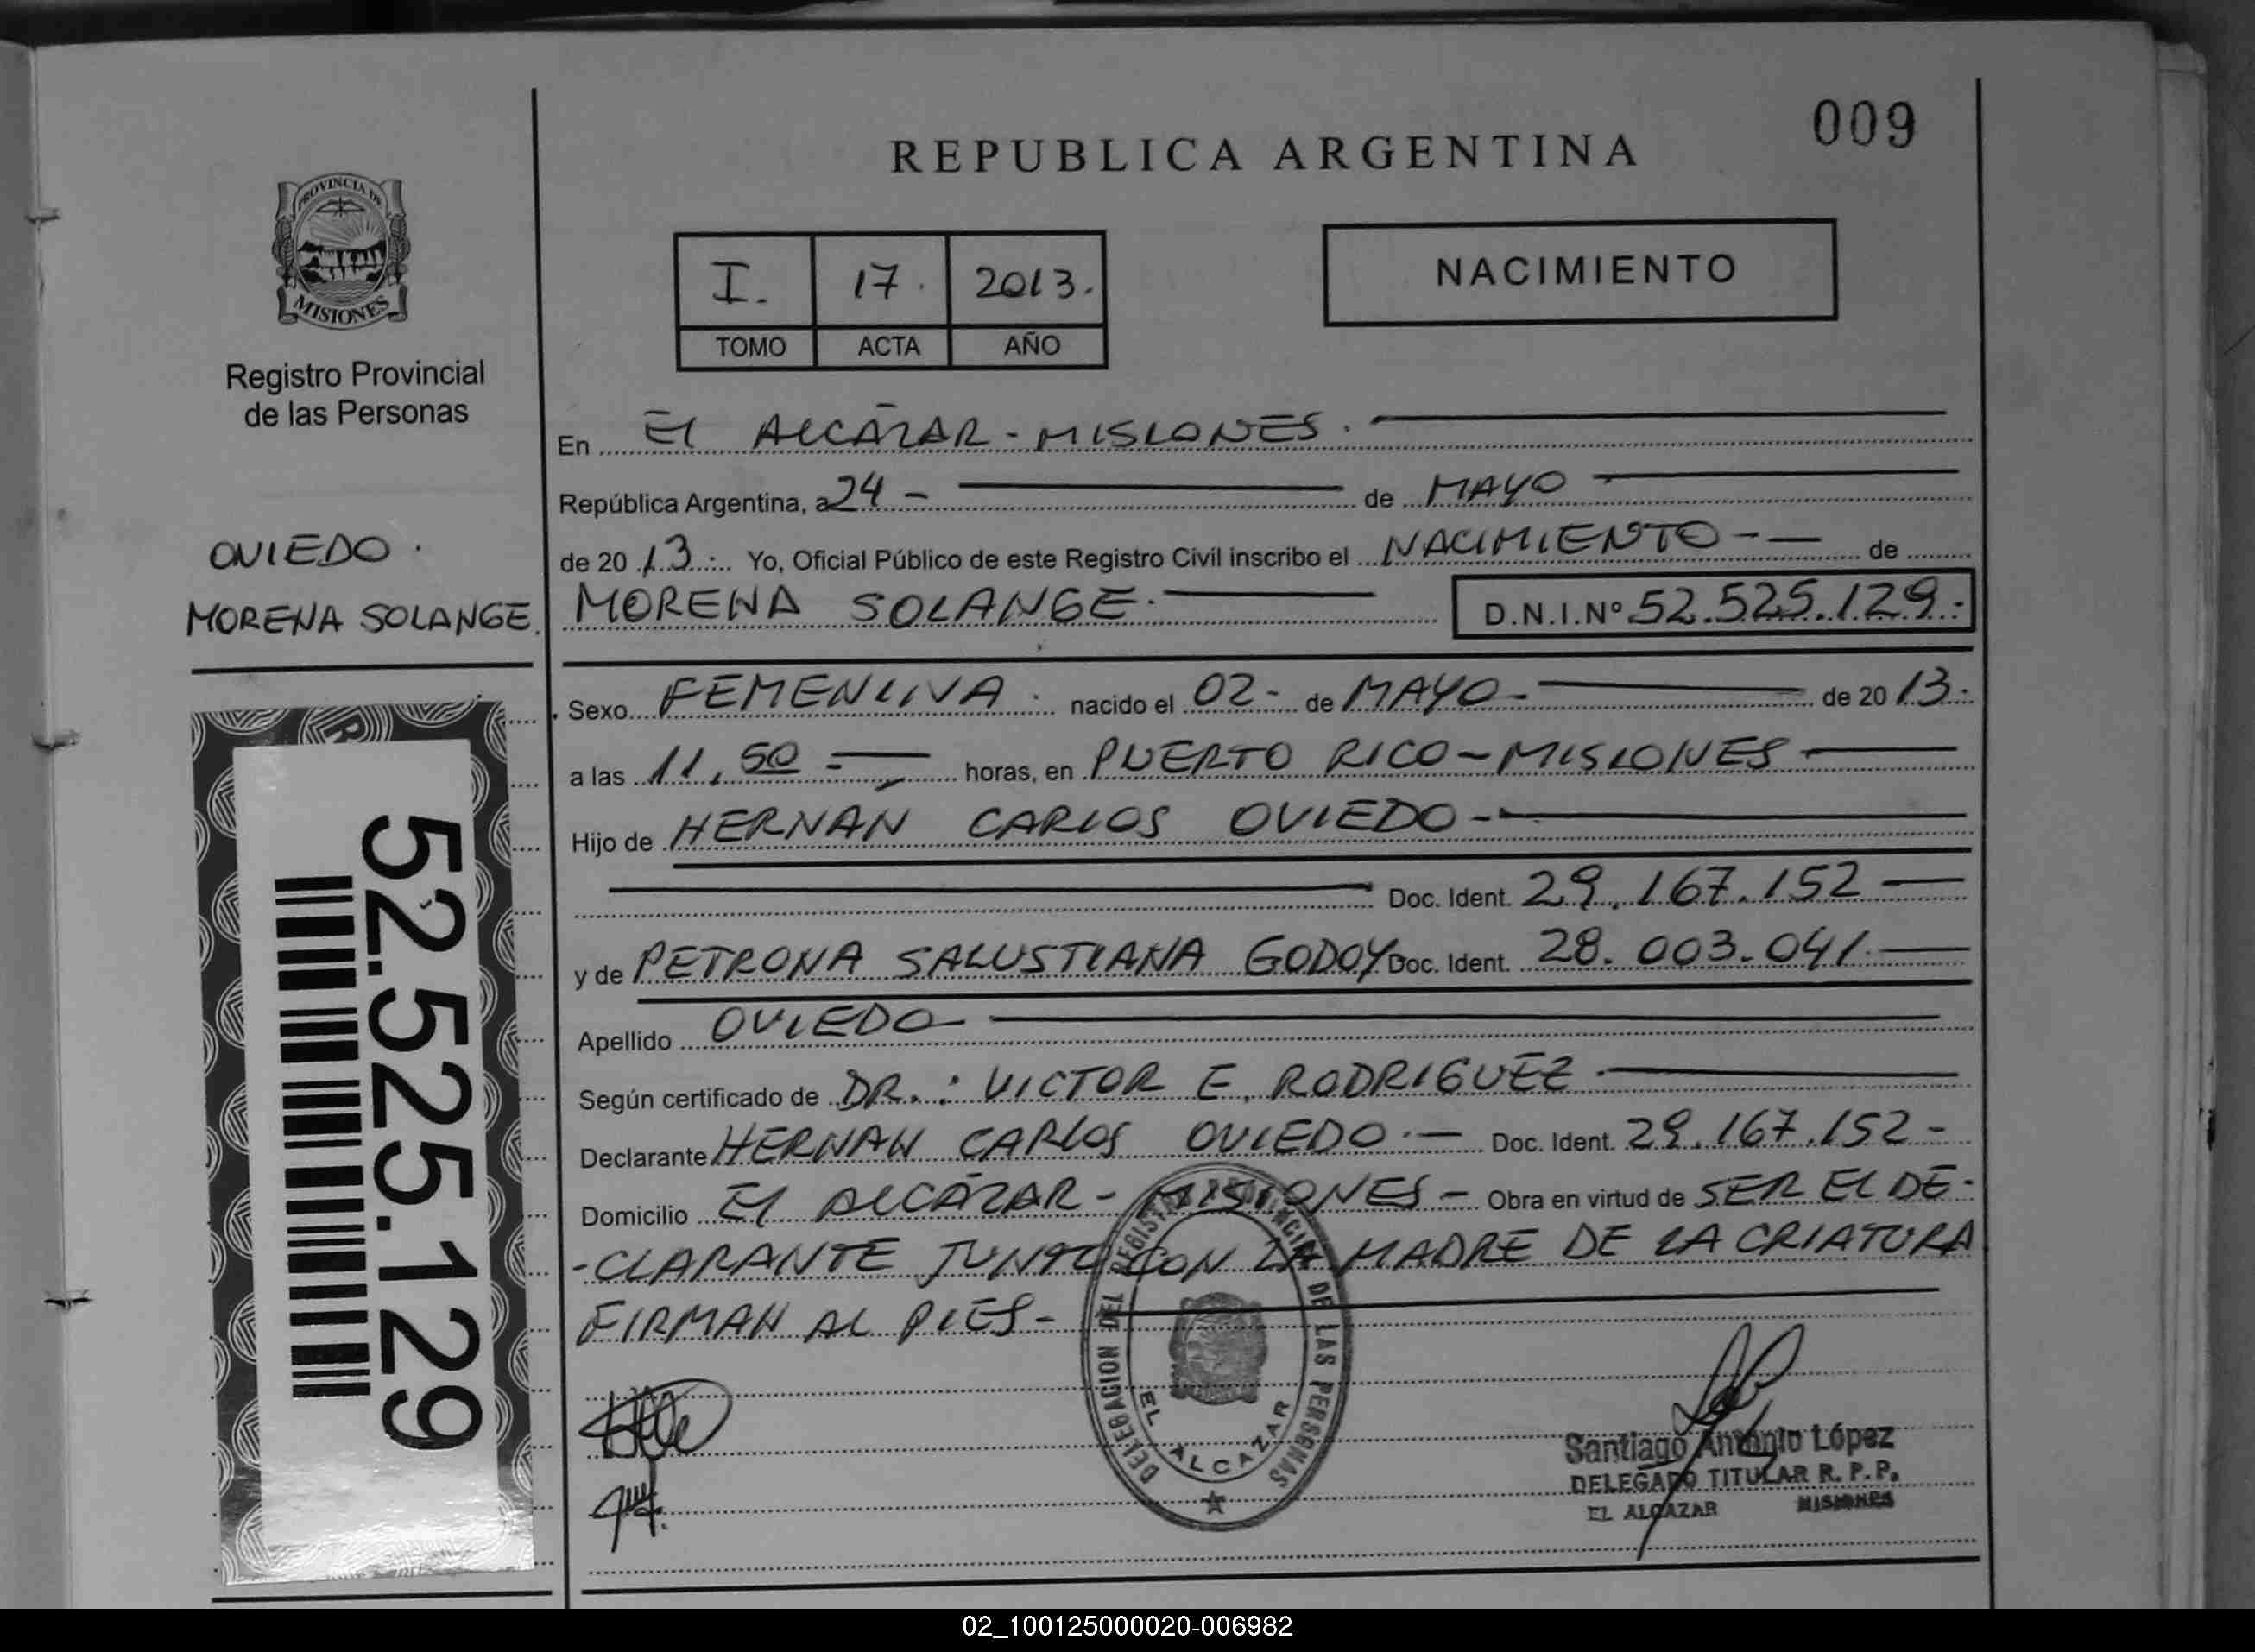 009
REPUBLICA ARGENTINA
PROVINCIA DE
MISIONES
Registro Provincial
de las Personas
I. 17. 2013.
TOMO ACTA AÑO
NACIMIENTO
En El ALCÁZAR - MISIONES.
República Argentina, a 24 - de MAYO
de 20 13.- Yo, Oficial Público de este Registro Civil inscribo el NACIMIENTO - - de
OVIEDO.
MORENA SOLANGE.
MORENA SOLANGE.
D.N.I.Nº 52.525.129.-
Sexo FEMENINA. nacido el 02- de MAYO- de 20 13.-
a las 11,50 =, horas, en PUERTO RICO - MISIONES
Hijo de HERNÁN CARLOS OVIEDO -
Doc. Ident. 29.167.152
y de PETRONA SALUSTIANA GODOY Doc. Ident. 28.003.041.
Apellido OVIEDO
Según certificado de DR.: VICTOR E. RODRIGUEZ.
Declarante HERNAN CARLOS OVIEDO.- Doc. Ident. 29.167.152 -
Domicilio El ALCÁZAR - MISIONES - Obra en virtud de SER EL DE-
-CLARANTE JUNTO CON LA MADRE DE LA CRIATURA
FIRMAN AL PIES -
52.525.129
DELEGACION DEL REGISTRO PROVINCIAL DE LAS PERSONAS
EL ALCAZAR
Santiago Antonio López
DELEGADO TITULAR R. P. P.
EL ALCAZAR MISIONES
02_100125000020-006982